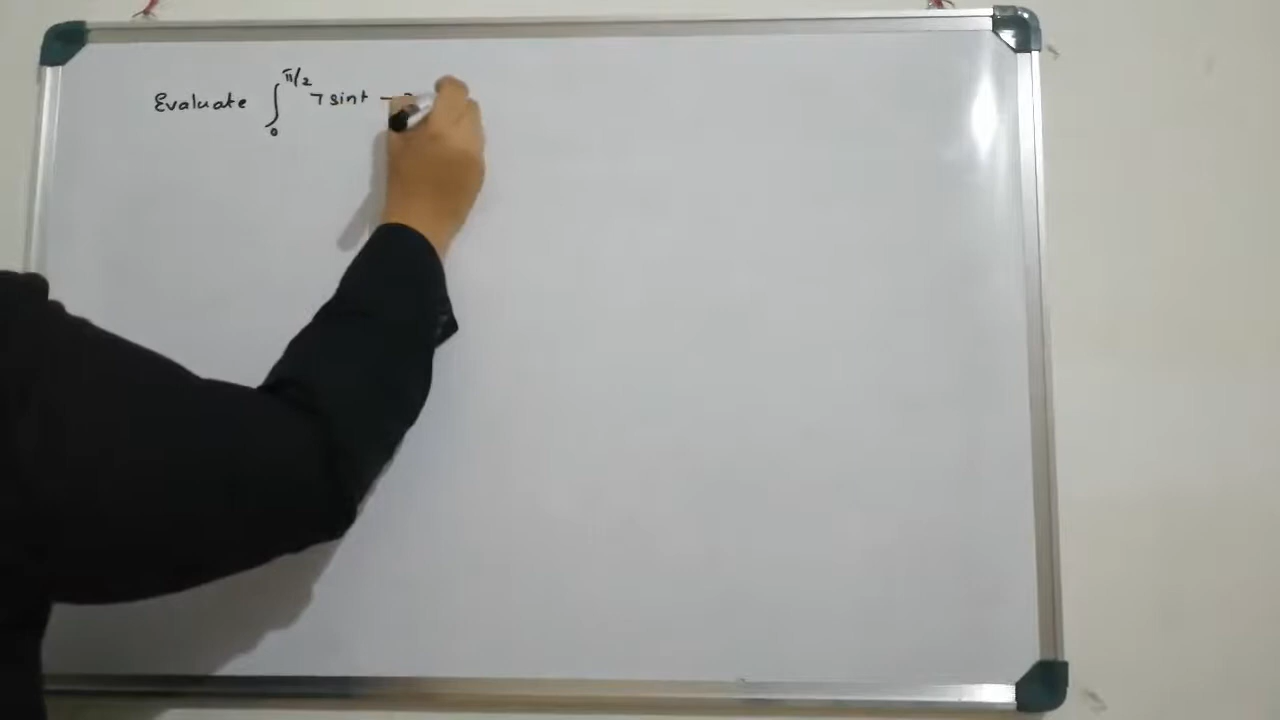 Evaluate ∫₀^π/2 7 sint −